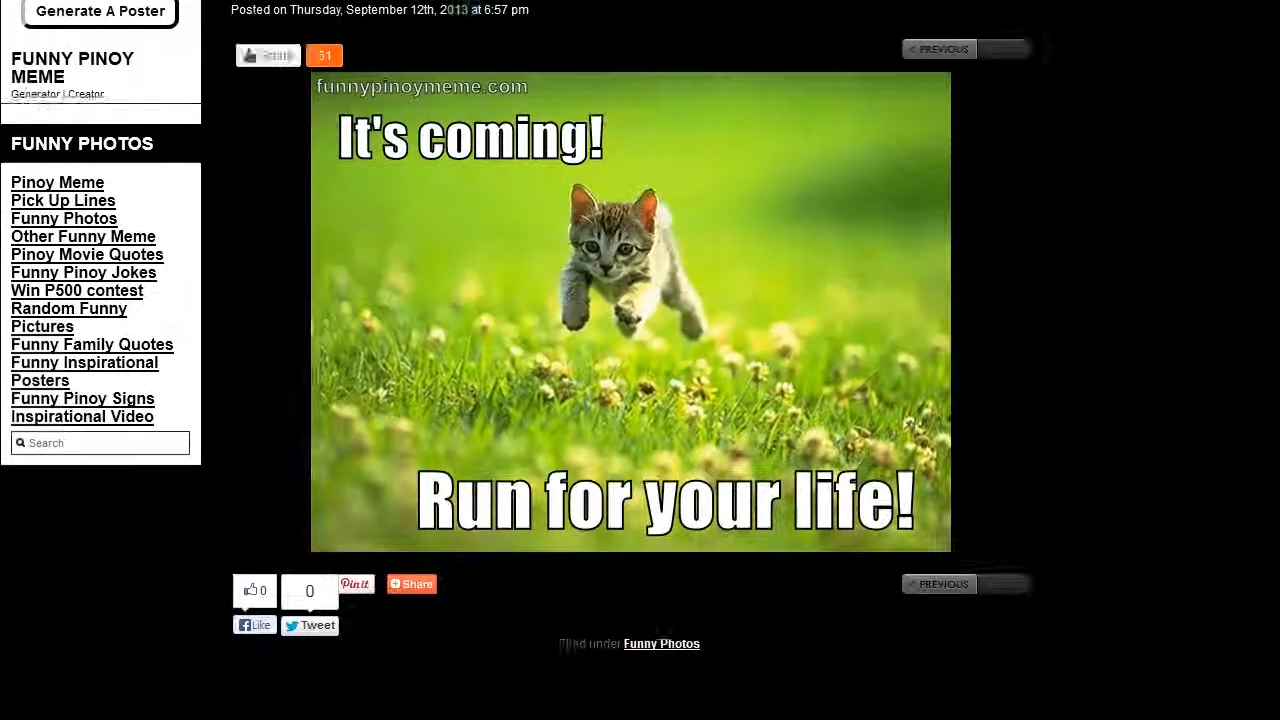 Generate A Poster
FUNNY PINOY
MEME
Generator | Creator
FUNNY PHOTOS
Pinoy Meme
Pick Up Lines
Funny Photos
Other Funny Meme
Pinoy Movie Quotes
Funny Pinoy Jokes
Win P500 contest
Random Funny
Pictures
Funny Family Quotes
Funny Inspirational
Posters
Funny Pinoy Signs
Inspirational Video
Search
Posted on Thursday, September 12th, 2013 at 6:57 pm
61
< PREVIOUS
funnypinoymeme.com
It's coming!
Run for your life!
0
0
Pin it
Share
< PREVIOUS
Like
Tweet
Filed under Funny Photos